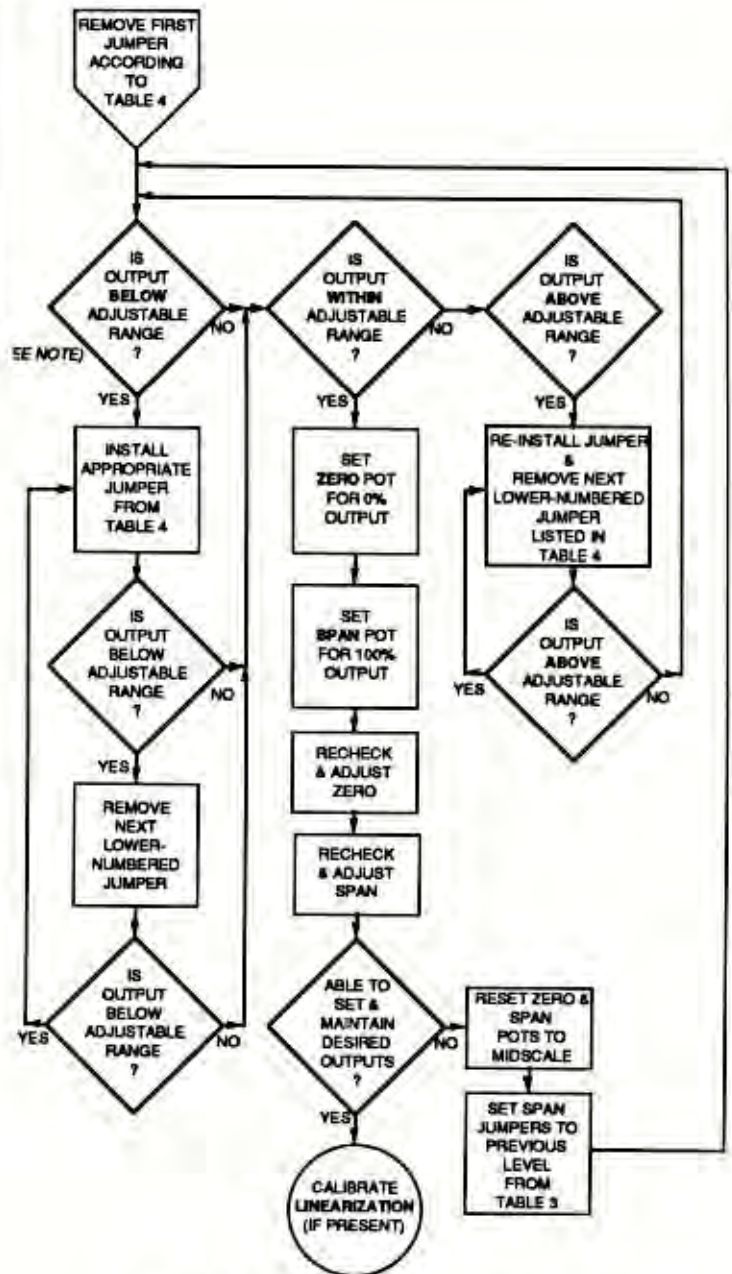 REMOVE FIRST
JUMPER
ACCORDING
TO
TABLE 4
IS
OUTPUT
BELOW
ADJUSTABLE
RANGE
?
NO
EE NOTE)
YES
INSTALL
APPROPRIATE
JUMPER
FROM
TABLE 4
IS
OUTPUT
BELOW
ADJUSTABLE
RANGE
?
NO
YES
REMOVE
NEXT
LOWER-
NUMBERED
JUMPER
IS
OUTPUT
BELOW
ADJUSTABLE
RANGE
?
YES
NO
IS
OUTPUT
WITHIN
ADJUSTABLE
RANGE
?
NO
YES
SET
ZERO POT
FOR 0%
OUTPUT
SET
SPAN POT
FOR 100%
OUTPUT
RECHECK
& ADJUST
ZERO
RECHECK
& ADJUST
SPAN
ABLE TO
SET &
MAINTAIN
DESIRED
OUTPUTS
?
NO
YES
CALIBRATE
LINEARIZATION
(IF PRESENT)
IS
OUTPUT
ABOVE
ADJUSTABLE
RANGE
?
YES
RE-INSTALL JUMPER
&
REMOVE NEXT
LOWER-NUMBERED
JUMPER
LISTED IN
TABLE 4
IS
OUTPUT
ABOVE
ADJUSTABLE
RANGE
?
YES
NO
RESET ZERO &
SPAN
POTS TO
MIDSCALE
SET SPAN
JUMPERS TO
PREVIOUS
LEVEL
FROM
TABLE 3